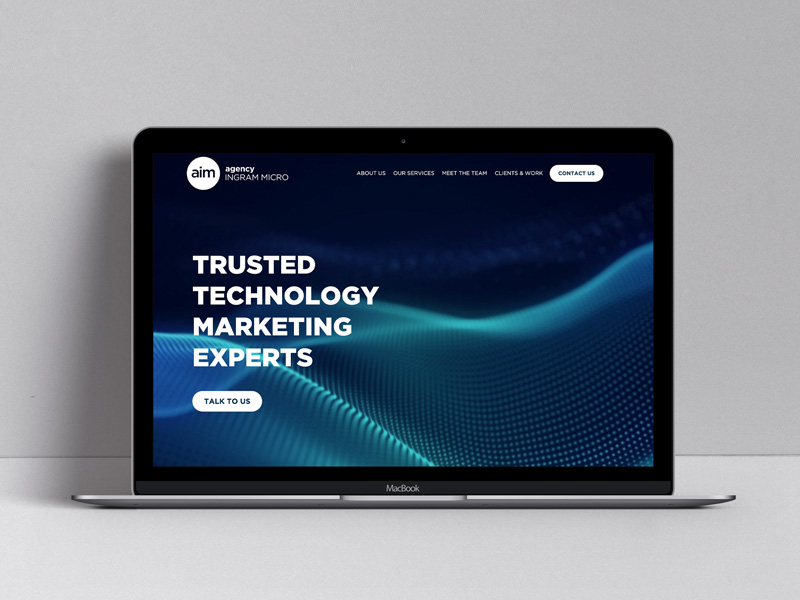 aim
agency
INGRAM MICRO
ABOUT US OUR SERVICES MEET THE TEAM CLIENTS & WORK CONTACT US
TRUSTED
TECHNOLOGY
MARKETING
EXPERTS
TALK TO US
MacBook